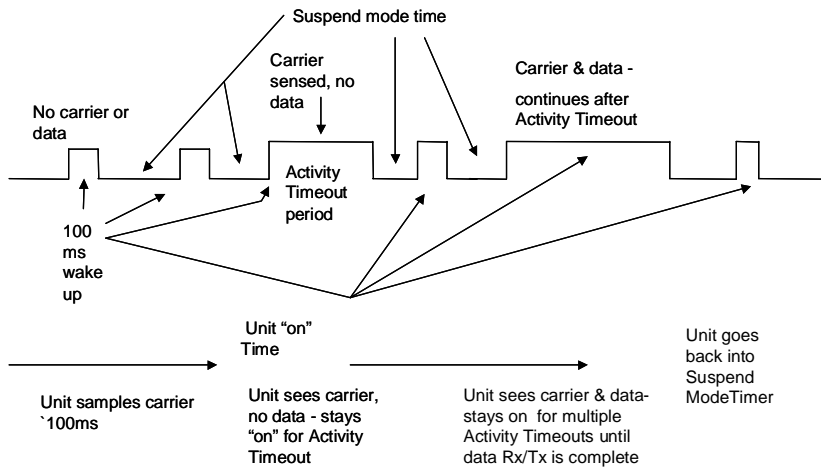 Suspend mode time
Carrier
sensed, no
data
Carrier & data -
continues after
Activity Timeout
No carrier or
data
Activity
Timeout
period
100
ms
wake
up
Unit “on”
Time
Unit goes
back into
Suspend
ModeTimer
Unit samples carrier
`100ms
Unit sees carrier,
no data - stays
“on” for Activity
Timeout
Unit sees carrier & data-
stays on for multiple
Activity Timeouts until
data Rx/Tx is complete